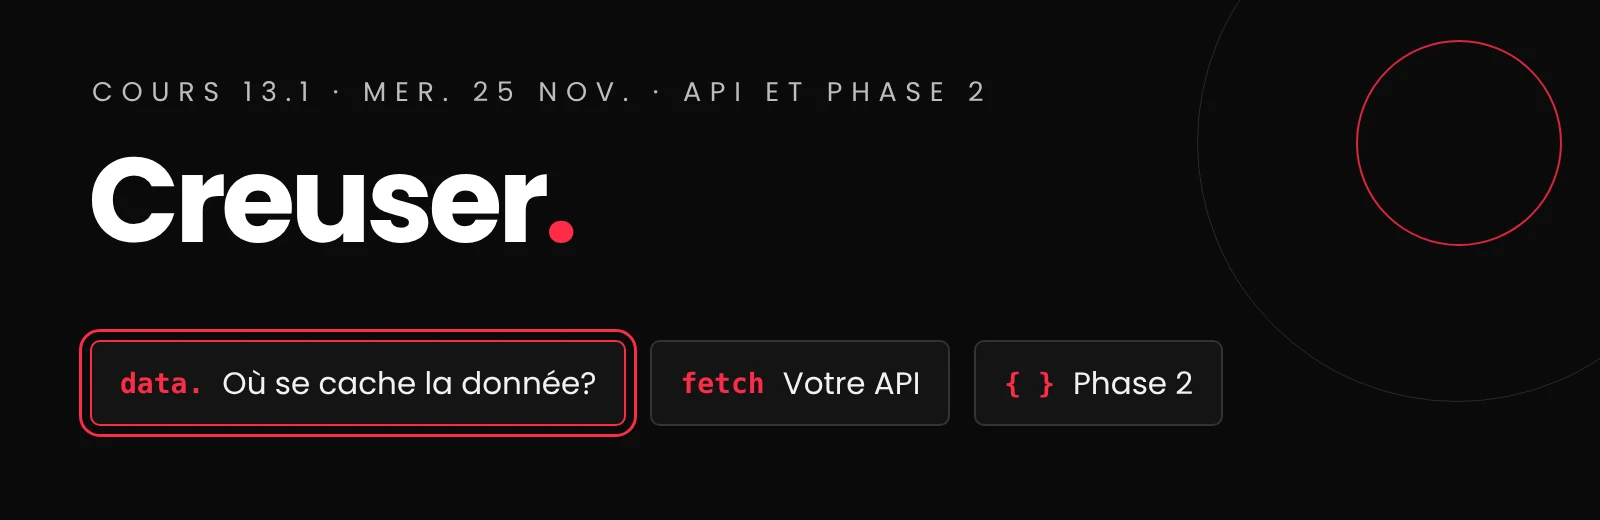 COURS 13.1 · MER. 25 NOV. · API ET PHASE 2
Creuser.
data. Où se cache la donnée?
fetch Votre API
{ } Phase 2